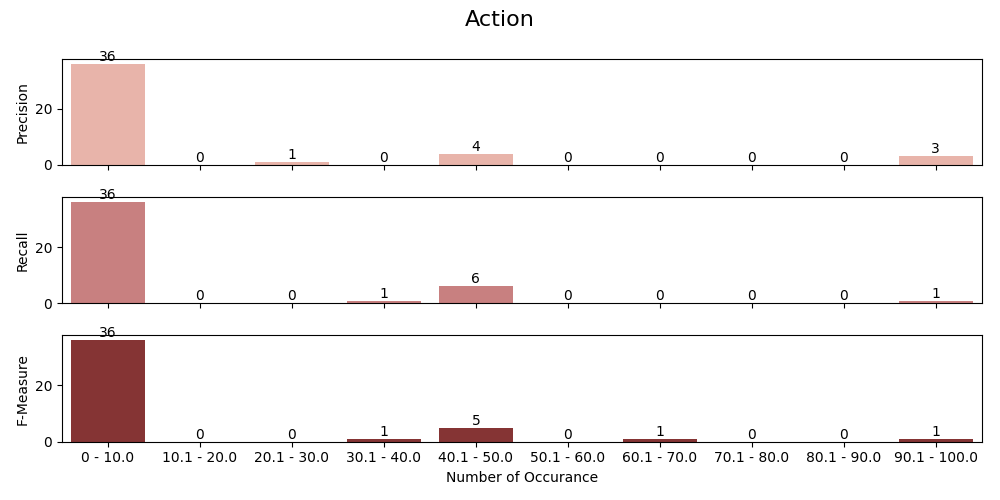 Action
Precision
20
0
36 0 1 0 4 0 0 0 0 3
Recall
20
0
36 0 0 1 6 0 0 0 0 1
F-Measure
20
0
36 0 0 1 5 0 1 0 0 1
0 - 10.0 10.1 - 20.0 20.1 - 30.0 30.1 - 40.0 40.1 - 50.0 50.1 - 60.0 60.1 - 70.0 70.1 - 80.0 80.1 - 90.0 90.1 - 100.0
Number of Occurance